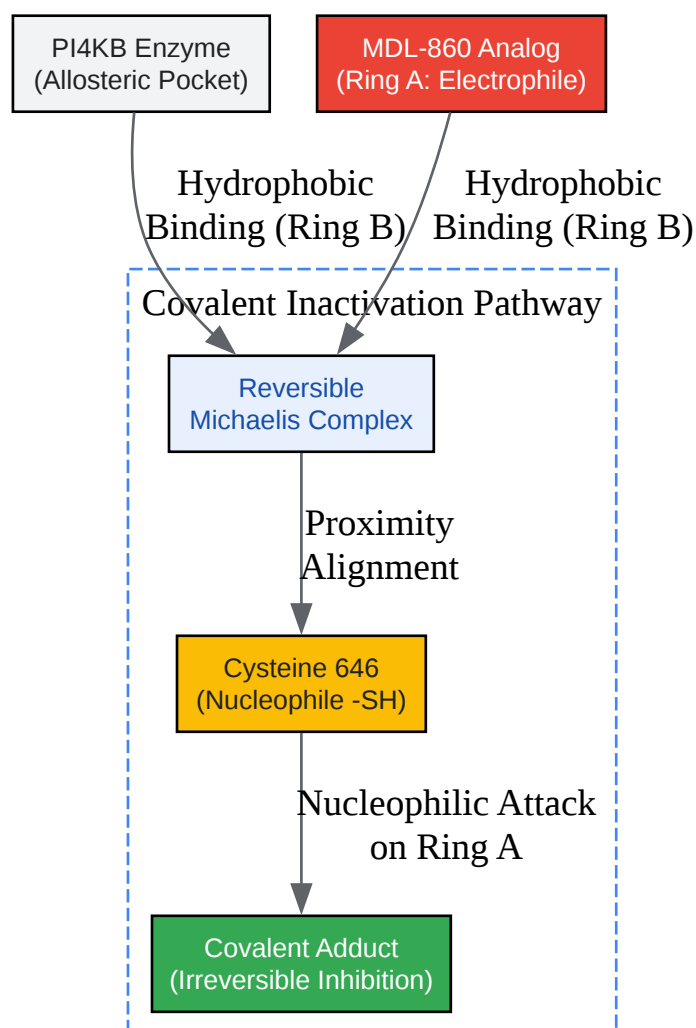 PI4KB Enzyme
(Allosteric Pocket)
MDL-860 Analog
(Ring A: Electrophile)
Hydrophobic
Binding (Ring B)
Hydrophobic
Binding (Ring B)
Covalent Inactivation Pathway
Reversible
Michaelis Complex
Proximity
Alignment
Cysteine 646
(Nucleophile -SH)
Nucleophilic Attack
on Ring A
Covalent Adduct
(Irreversible Inhibition)